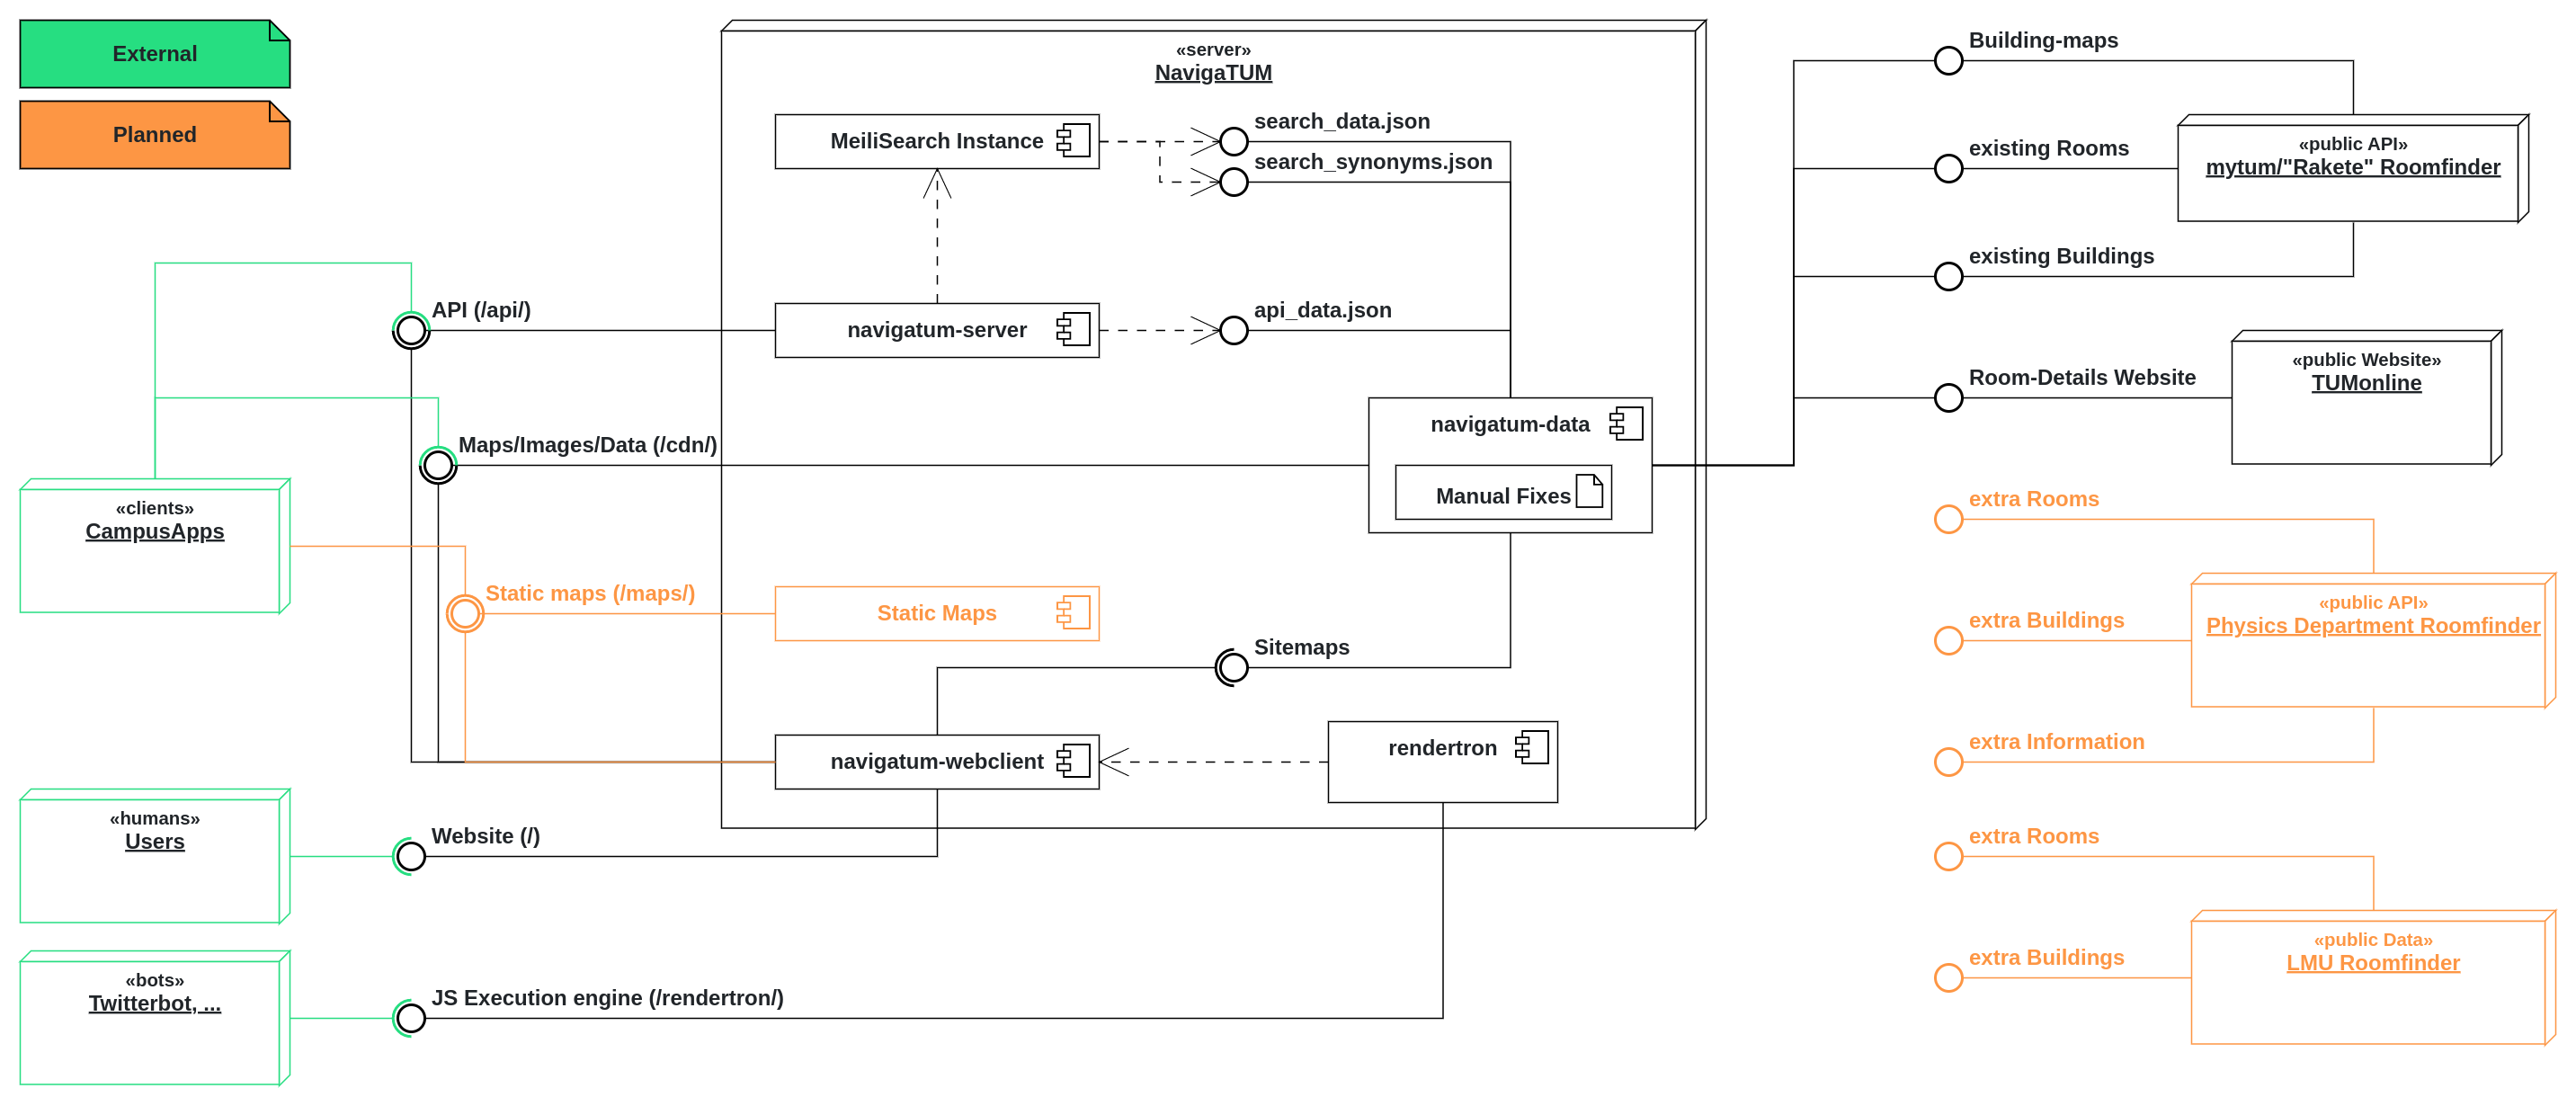 External
Planned
«server»
NavigaTUM
MeiliSearch Instance
search_data.json
search_synonyms.json
navigatum-server
api_data.json
API (/api/)
Maps/Images/Data (/cdn/)
navigatum-data
Manual Fixes
«clients»
CampusApps
Static maps (/maps/)
Static Maps
Sitemaps
navigatum-webclient
rendertron
«humans»
Users
Website (/)
«bots»
Twitterbot, ...
JS Execution engine (/rendertron/)
Building-maps
existing Rooms
existing Buildings
«public API»
mytum/"Rakete" Roomfinder
Room-Details Website
«public Website»
TUMonline
extra Rooms
extra Buildings
extra Information
«public API»
Physics Department Roomfinder
extra Rooms
extra Buildings
«public Data»
LMU Roomfinder